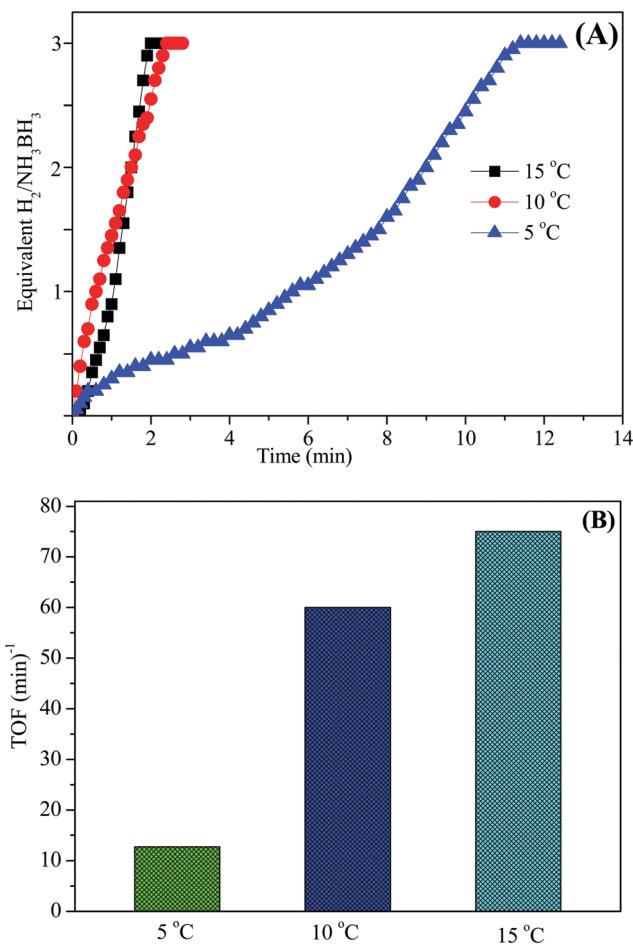 (A)
3
2
1
Equivalent H₂/NH₃BH₃
15 °C
10 °C
5 °C
0 2 4 6 8 10 12 14
Time (min)
(B)
80
70
60
50
40
30
20
10
0
TOF (min)⁻¹
5 °C 10 °C 15 °C